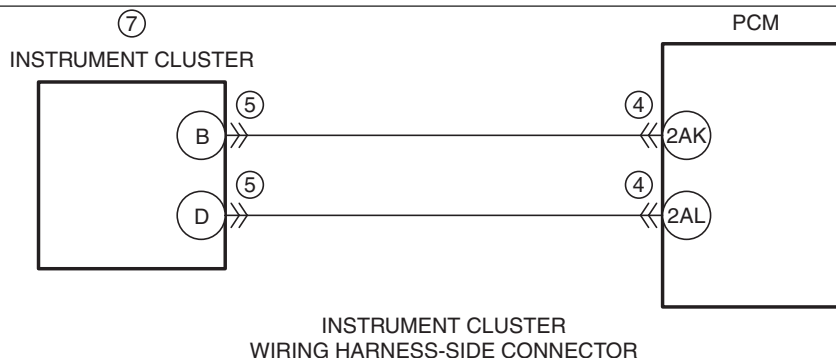 ⑦
PCM
INSTRUMENT CLUSTER
⑤
④
B
2AK
⑤
④
D
2AL
INSTRUMENT CLUSTER
WIRING HARNESS-SIDE CONNECTOR